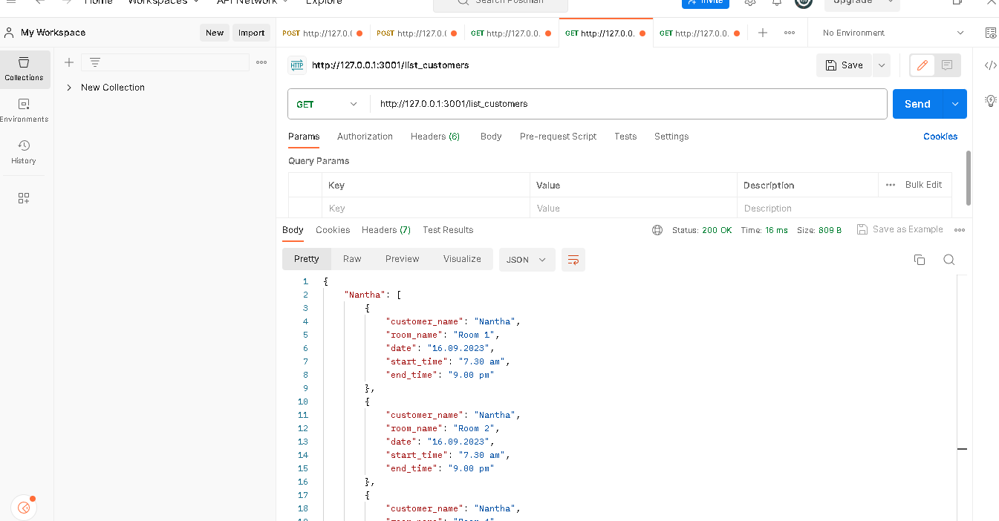 Home Workspaces API Network Explore Search Postman Invite Upgrade
My Workspace New Import
POST http://127.0.(
POST http://127.0.(
GET http://127.0.0.
GET http://127.0.0.
GET http://127.0.0.
No Environment
Collections
Environments
History
New Collection
HTTP http://127.0.0.1:3001/list_customers Save
GET http://127.0.0.1:3001/list_customers Send
Params Authorization Headers (6) Body Pre-request Script Tests Settings Cookies
Query Params
Key Value Description Bulk Edit
Key Value Description
Body Cookies Headers (7) Test Results Status: 200 OK Time: 16 ms Size: 809 B Save as Example
Pretty Raw Preview Visualize JSON
1 {
2 "Nantha": [
3 {
4 "customer_name": "Nantha",
5 "room_name": "Room 1",
6 "date": "16.09.2023",
7 "start_time": "7.30 am",
8 "end_time": "9.00 pm"
9 },
10 {
11 "customer_name": "Nantha",
12 "room_name": "Room 2",
13 "date": "16.09.2023",
14 "start_time": "7.30 am",
15 "end_time": "9.00 pm"
16 },
17 {
18 "customer_name": "Nantha",